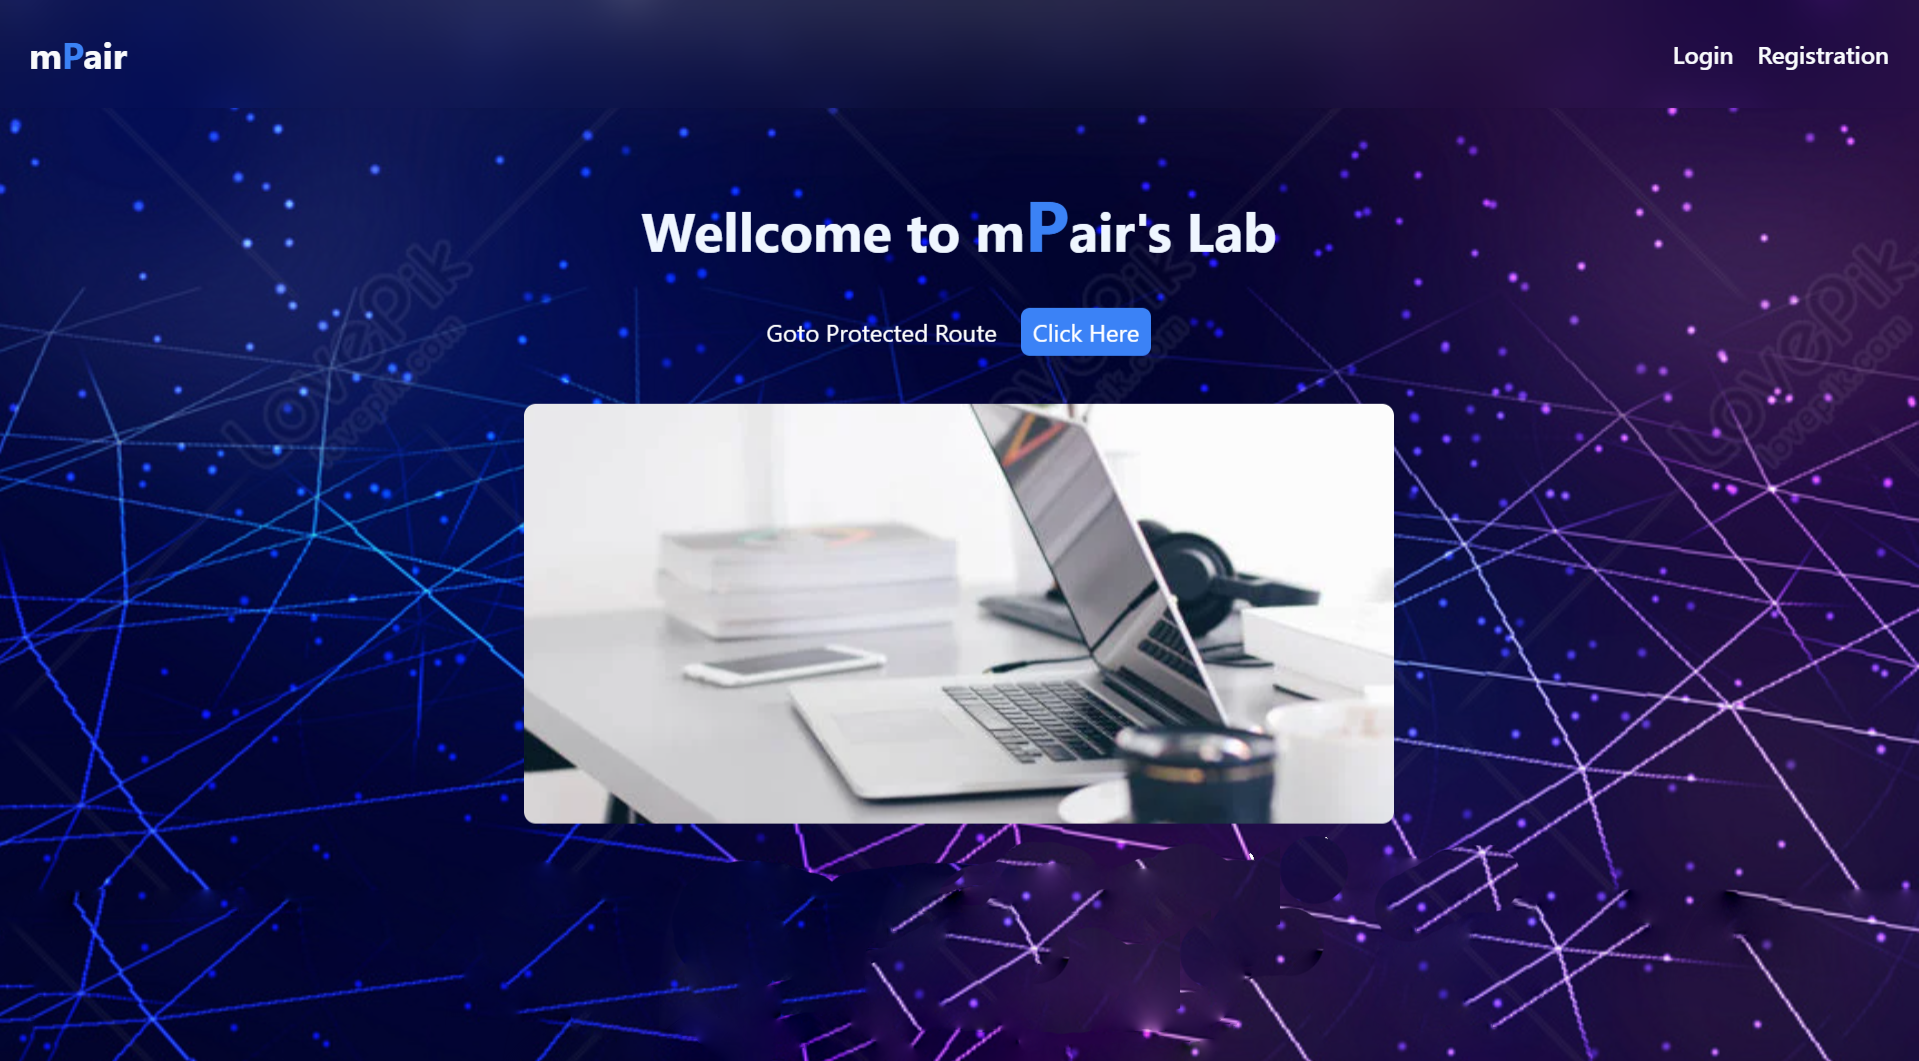 mPair
Login Registration
Wellcome to mPair's Lab
Goto Protected Route Click Here
LovePik
lovepik.com
LovePik
lovepik.com
LovePik
lovepik.com